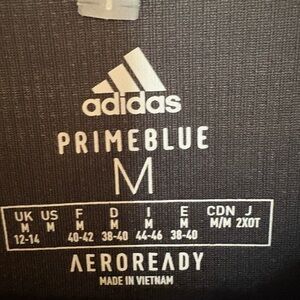 adidas
PRIMEBLUE
M
UK US F D I E CDN J
M M M M M M M/M 2XOT
12-14 40-42 38-40 44-46 38-40
AEROREADY
MADE IN VIETNAM